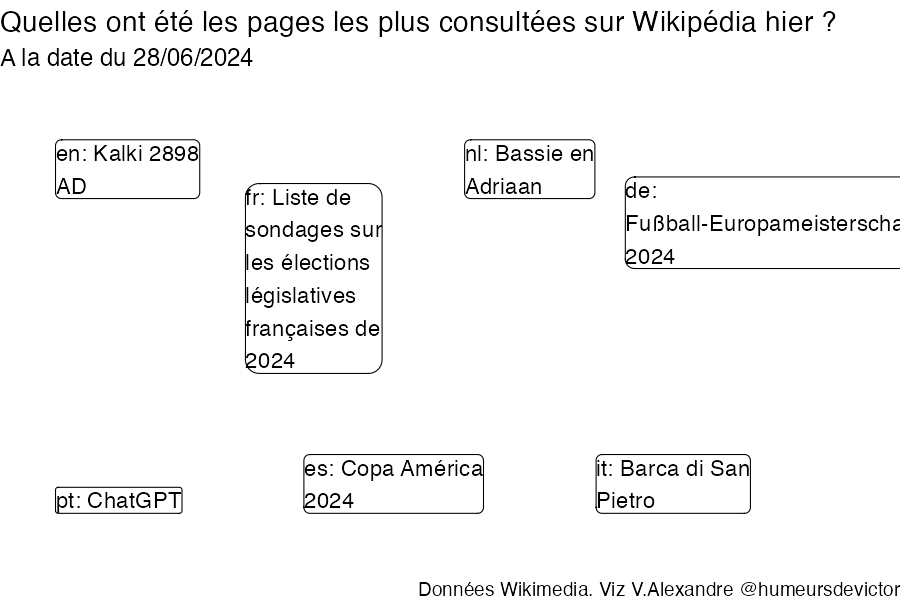 Quelles ont été les pages les plus consultées sur Wikipédia hier ?
A la date du 28/06/2024
en: Kalki 2898
AD
fr: Liste de
sondages sur
les élections
législatives
françaises de
2024
nl: Bassie en
Adriaan
de:
Fußball-Europameisterscha
2024
pt: ChatGPT
es: Copa América
2024
it: Barca di San
Pietro
Données Wikimedia. Viz V.Alexandre @humeursdevictor